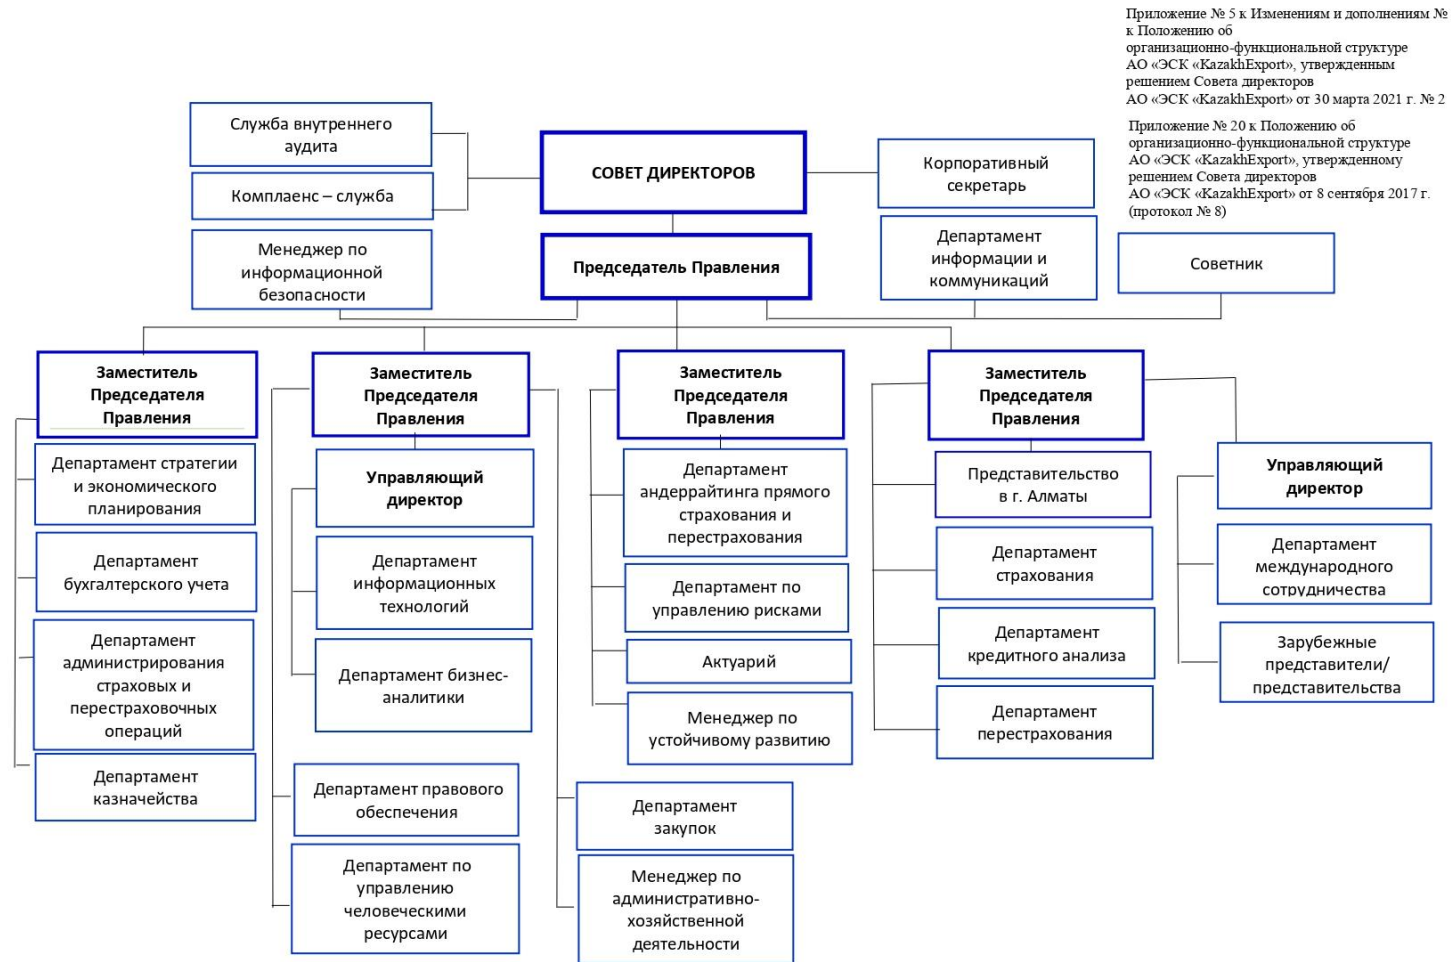 Приложение № 5 к Изменениям и дополнениям №
к Положению об
организационно-функциональной структуре
АО «ЭСК «KazakhExport», утвержденным
решением Совета директоров
АО «ЭСК «KazakhExport» от 30 марта 2021 г. № 2
Приложение № 20 к Положению об
организационно-функциональной структуре
АО «ЭСК «KazakhExport», утвержденному
решением Совета директоров
АО «ЭСК «KazakhExport» от 8 сентября 2017 г.
(протокол № 8)
Служба внутреннего
аудита
Комплаенс – служба
СОВЕТ ДИРЕКТОРОВ
Корпоративный
секретарь
Менеджер по
информационной
безопасности
Председатель Правления
Департамент
информации и
коммуникаций
Советник
Заместитель
Председателя
Правления
Заместитель
Председателя
Правления
Заместитель
Председателя
Правления
Заместитель
Председателя
Правления
Департамент стратегии
и экономического
планирования
Департамент
бухгалтерского учета
Департамент
администрирования
страховых и
перестраховочных
операций
Департамент
казначейства
Управляющий
директор
Департамент
информационных
технологий
Департамент бизнес-
аналитики
Департамент правового
обеспечения
Департамент по
управлению
человеческими
ресурсами
Департамент
андеррайтинга прямого
страхования и
перестрахования
Департамент по
управлению рисками
Актуарий
Менеджер по
устойчивому развитию
Департамент
закупок
Менеджер по
административно-
хозяйственной
деятельности
Представительство
в г. Алматы
Департамент
страхования
Департамент
кредитного анализа
Департамент
перестрахования
Управляющий
директор
Департамент
международного
сотрудничества
Зарубежные
представители/
представительства